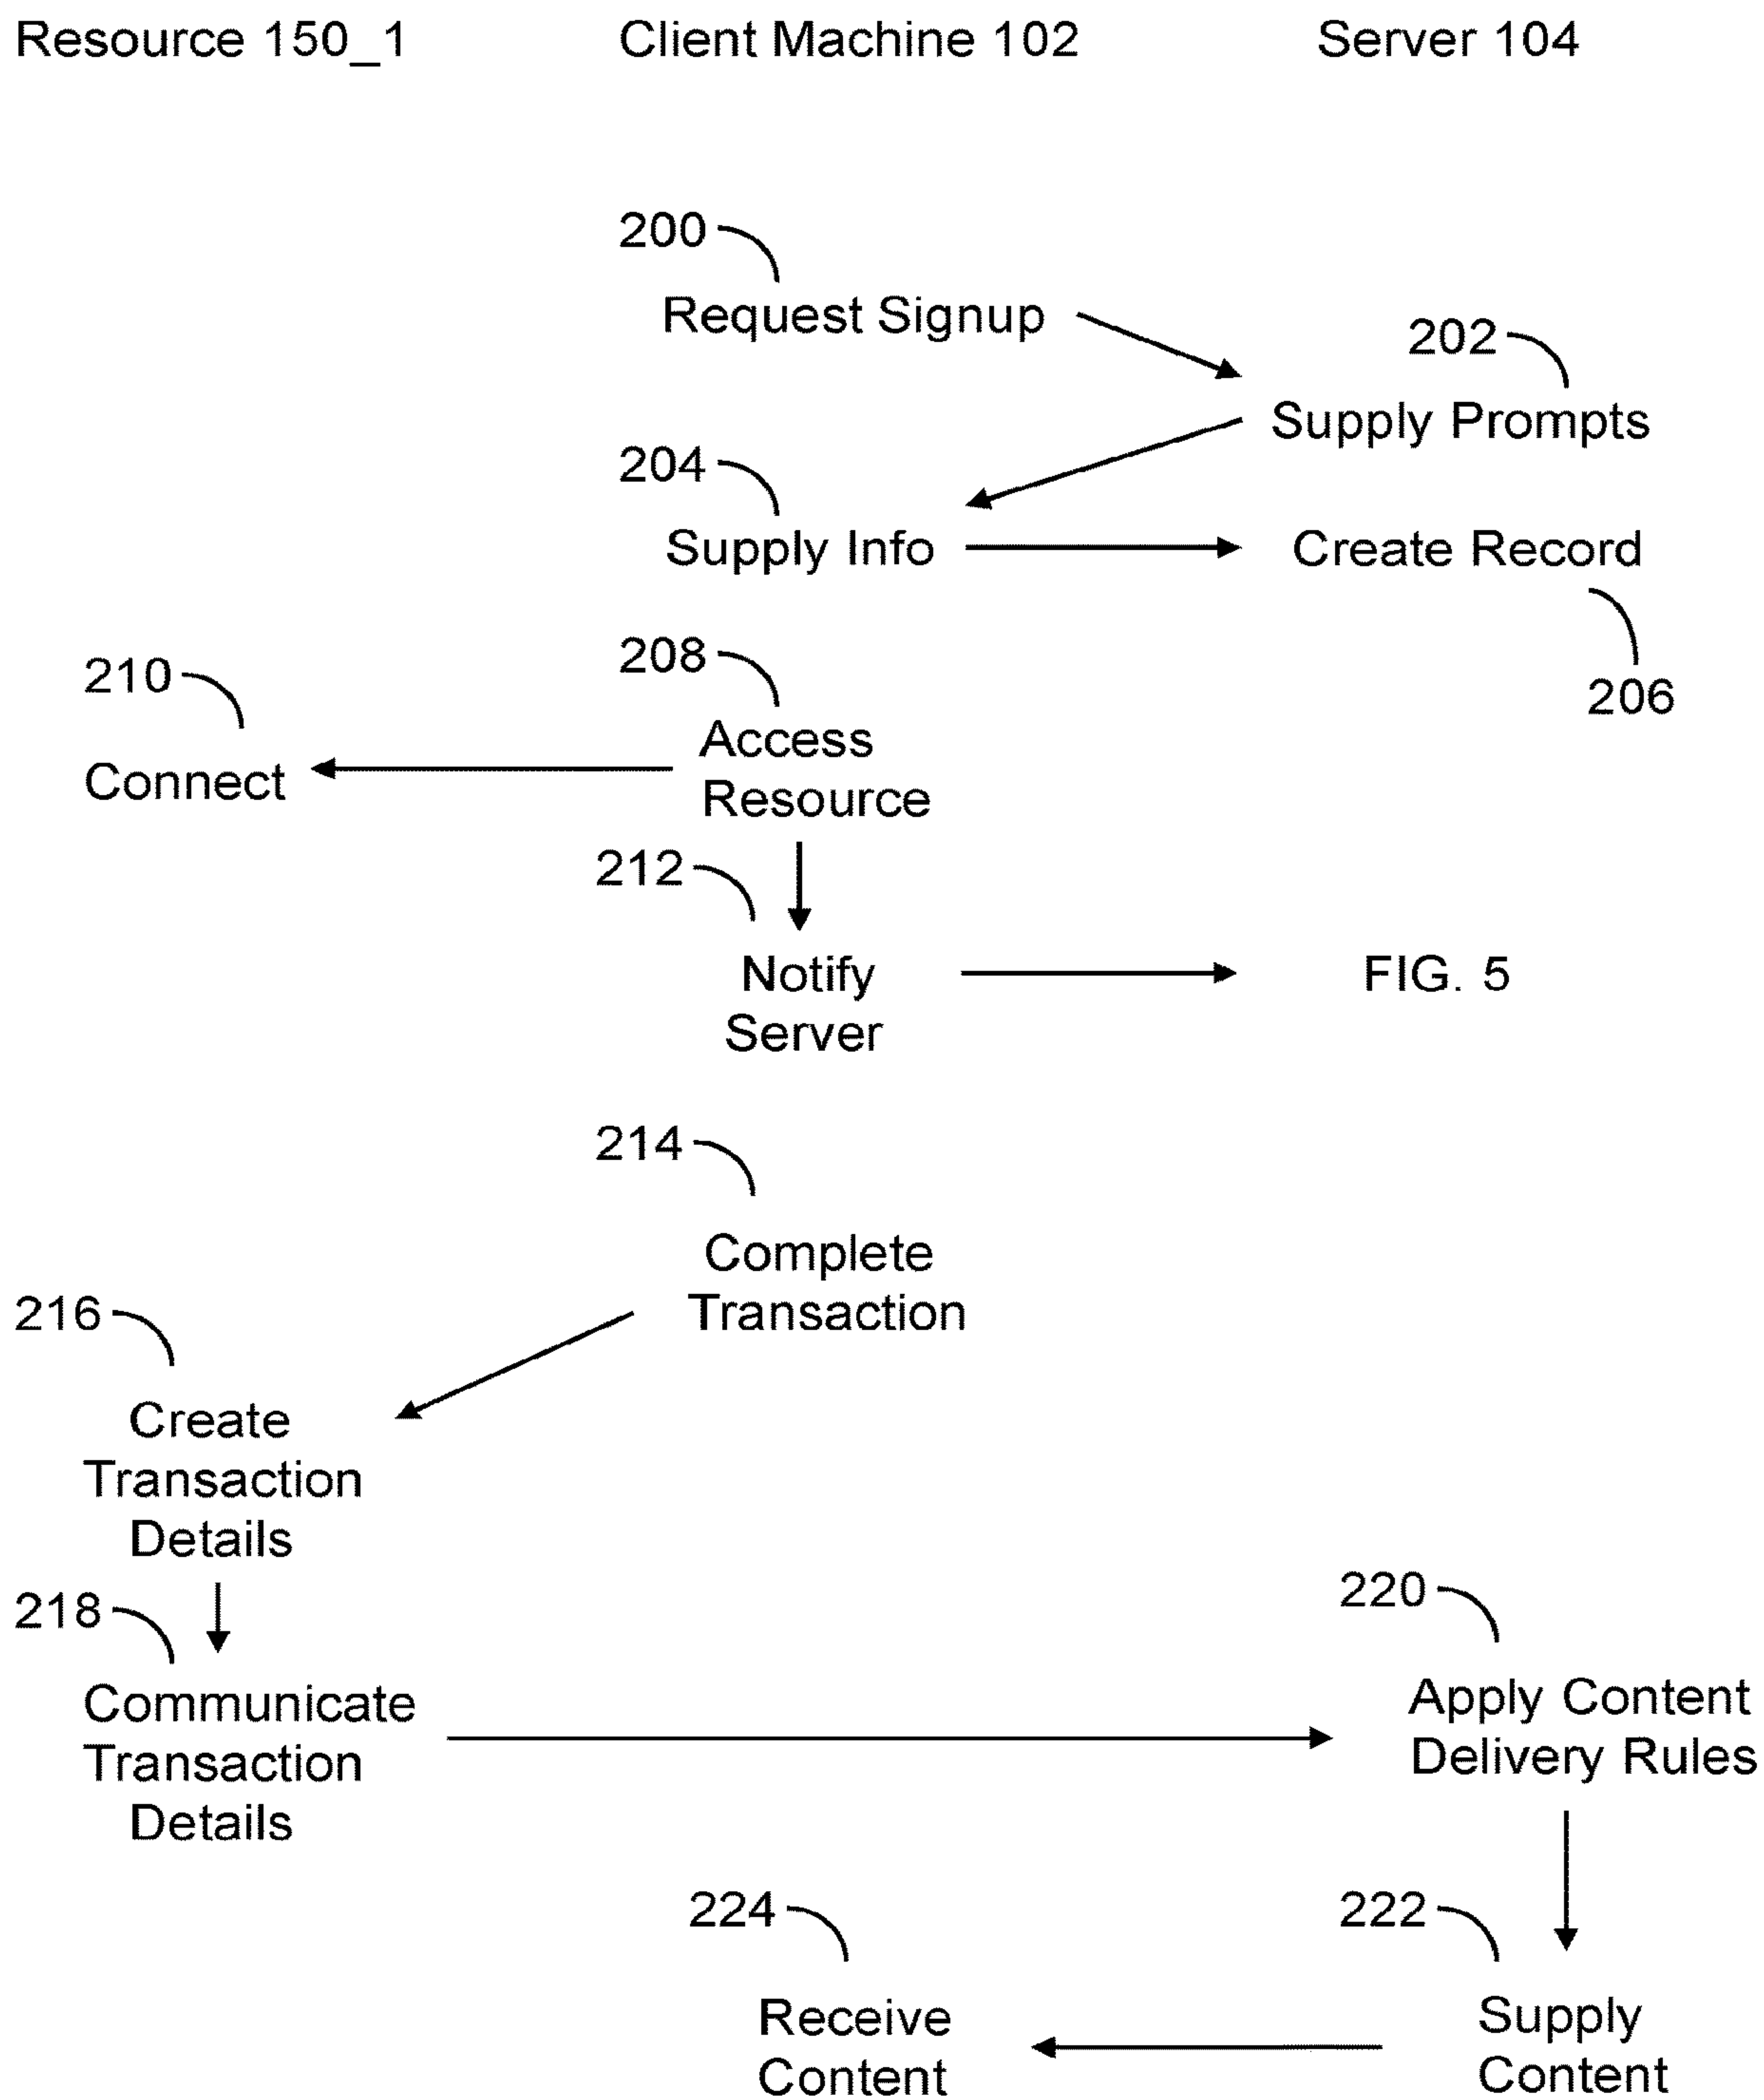 Resource 150_1
Client Machine 102
Server 104
200
Request Signup
202
Supply Prompts
204
Supply Info
Create Record
206
208
210
Access
Resource
Connect
212
Notify
Server
FIG. 5
214
Complete
Transaction
216
Create
Transaction
Details
218
Communicate
Transaction
Details
220
Apply Content
Delivery Rules
222
Supply
Content
224
Receive
Content